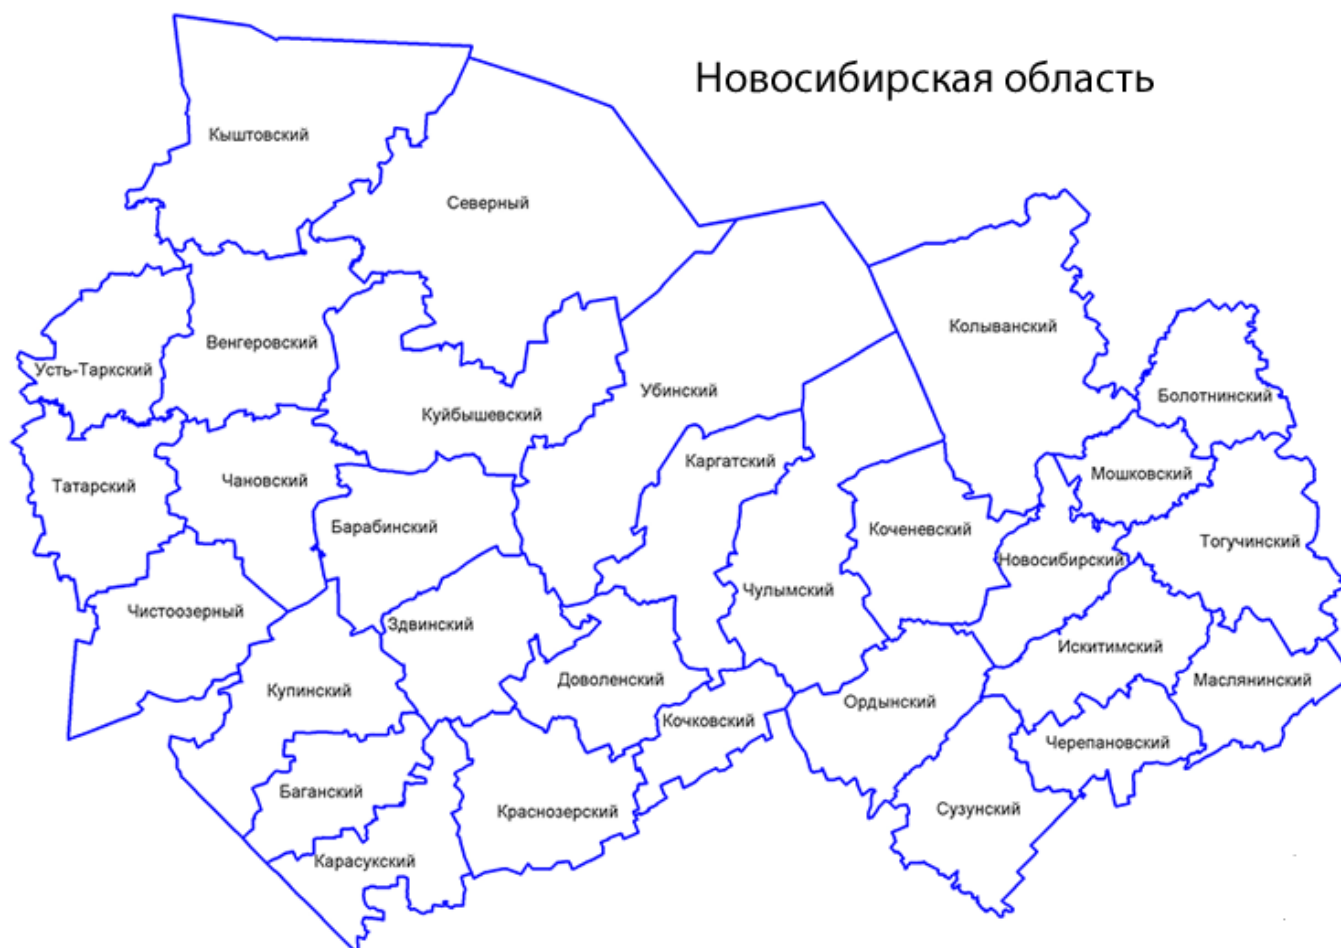 Новосибирская область
Кыштовский
Северный
Колыванский
Венгеровский
Усть-Таркский
Убинский
Болотнинский
Куйбышевский
Каргатский
Мошковский
Татарский
Чановский
Барабинский
Коченевский
Тогучинский
Новосибирский
Чулымский
Чистоозерный
Здвинский
Искитимский
Доволенский
Маслянинский
Купинский
Ордынский
Кочковский
Черепановский
Баганский
Краснозерский
Сузунский
Карасукский